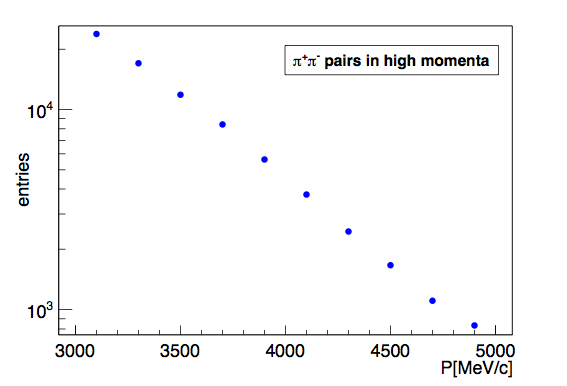 π⁺π⁻ pairs in high momenta
entries
10⁴
10³
3000 3500 4000 4500 5000
P[MeV/c]